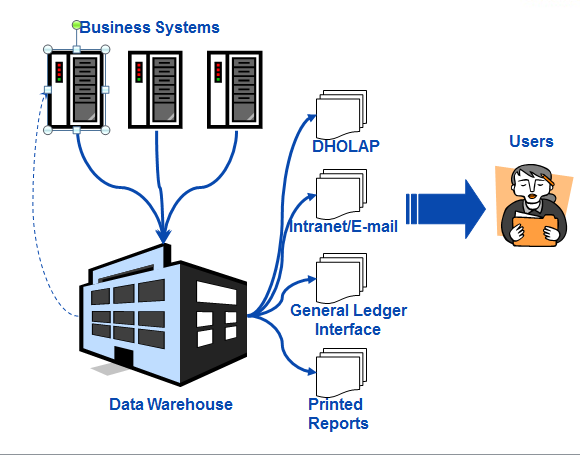 Business Systems
DHOLAP
Users
Intranet/E-mail
General Ledger
Interface
Data Warehouse
Printed
Reports